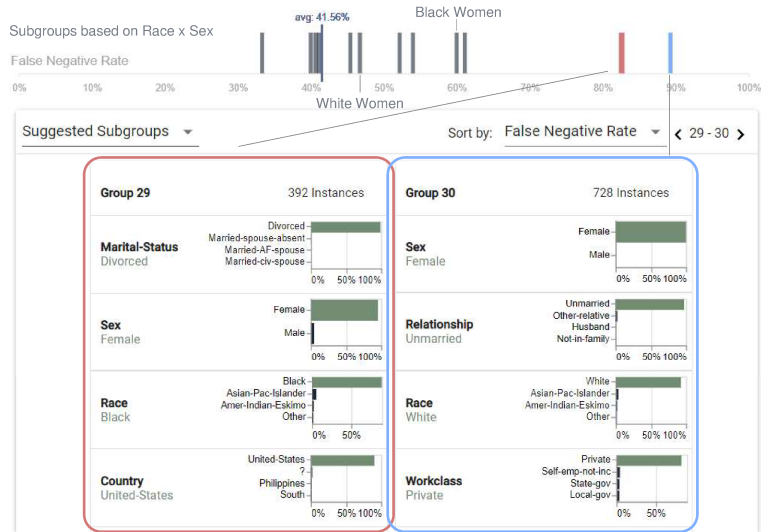 avg: 41.56%
Black Women
Subgroups based on Race x Sex
False Negative Rate
0% 10% 20% 30% 40% 50% 60% 70% 80% 90% 100%
White Women
Suggested Subgroups
Sort by: False Negative Rate
29 - 30
Group 29 392 Instances
Marital-Status
Divorced
Divorced
Married-spouse-absent
Married-AF-spouse
Married-civ-spouse
0% 50% 100%
Sex
Female
Female
Male
0% 50% 100%
Race
Black
Black
Asian-Pac-Islander
Amer-Indian-Eskimo
Other
0% 50%
Country
United-States
United-States
?
Philippines
South
0% 50% 100%
Group 30 728 Instances
Sex
Female
Female
Male
0% 50% 100%
Relationship
Unmarried
Unmarried
Other-relative
Husband
Not-in-family
0% 50% 100%
Race
White
White
Asian-Pac-Islander
Amer-Indian-Eskimo
Other
0% 50% 100%
Workclass
Private
Private
Self-emp-not-inc
State-gov
Local-gov
0% 50%